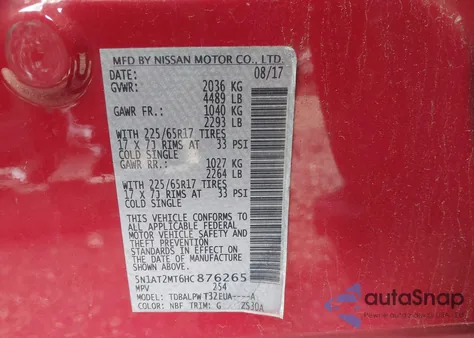 MFD BY NISSAN MOTOR CO., LTD.
DATE: 08/17
GVWR: 2036 KG
4489 LB
GAWR FR.: 1040 KG
2293 LB
WITH 225/65R17 TIRES
17 X 7J RIMS AT 33 PSI
COLD SINGLE
GAWR RR.: 1027 KG
2264 LB
WITH 225/65R17 TIRES
17 X 7J RIMS AT 33 PSI
COLD SINGLE
THIS VEHICLE CONFORMS TO
ALL APPLICABLE FEDERAL
MOTOR VEHICLE SAFETY AND
THEFT PREVENTION
STANDARDS IN EFFECT ON
THE DATE OF MANUFACTURE
SHOWN ABOVE.
5N1AT2MT6HC876265
MPV 254
MODEL: TDBALPWT32EUA----A
COLOR: NBF TRIM: G 2530A
autoSnap
Powered by CarsFromWest